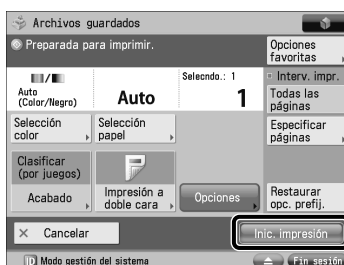 Archivos guardados
Preparada para imprimir.
Opciones
favoritas
Auto
(Color/Negro)
Auto
Selecndo.: 1
1
Interv. impr.
Todas las
páginas
Selección
color
Selección
papel
Especificar
páginas
Clasificar
(por juegos)
Acabado
Impresión a
doble cara
Opciones
Restaurar
opc. prefij.
Cancelar
Inic. impresión
ID Modo gestión del sistema
Fin sesión